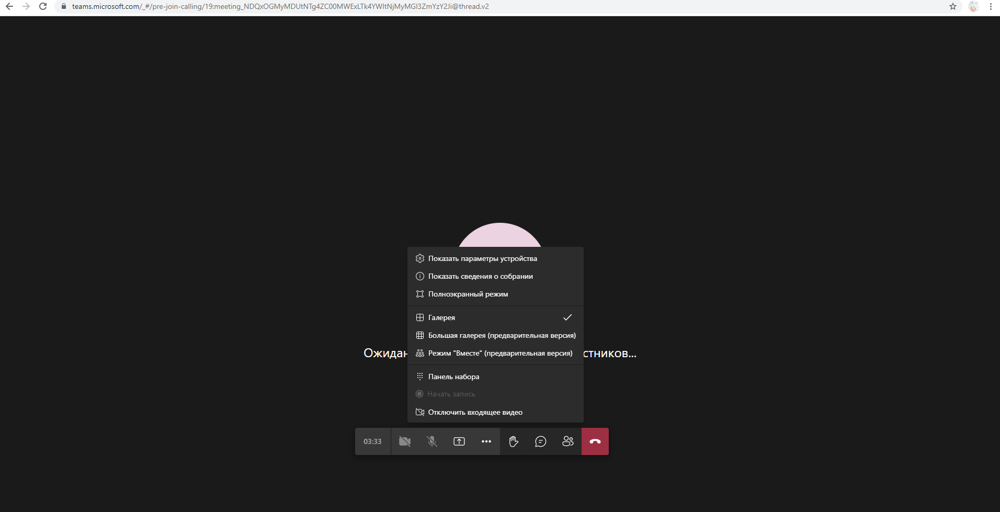 teams.microsoft.com/_#/pre-join-calling/19:meeting_NDQxOGMyMDUtNTg4ZC00MWExLTk4YWItNjMyMGI3ZmYzY2Ji@thread.v2
Показать параметры устройства
Показать сведения о собрании
Полноэкранный режим
Галерея
Большая галерея (предварительная версия)
Ожидан
Режим "Вместе" (предварительная версия)
стников...
Панель набора
Начать запись
Отключить входящее видео
03:33